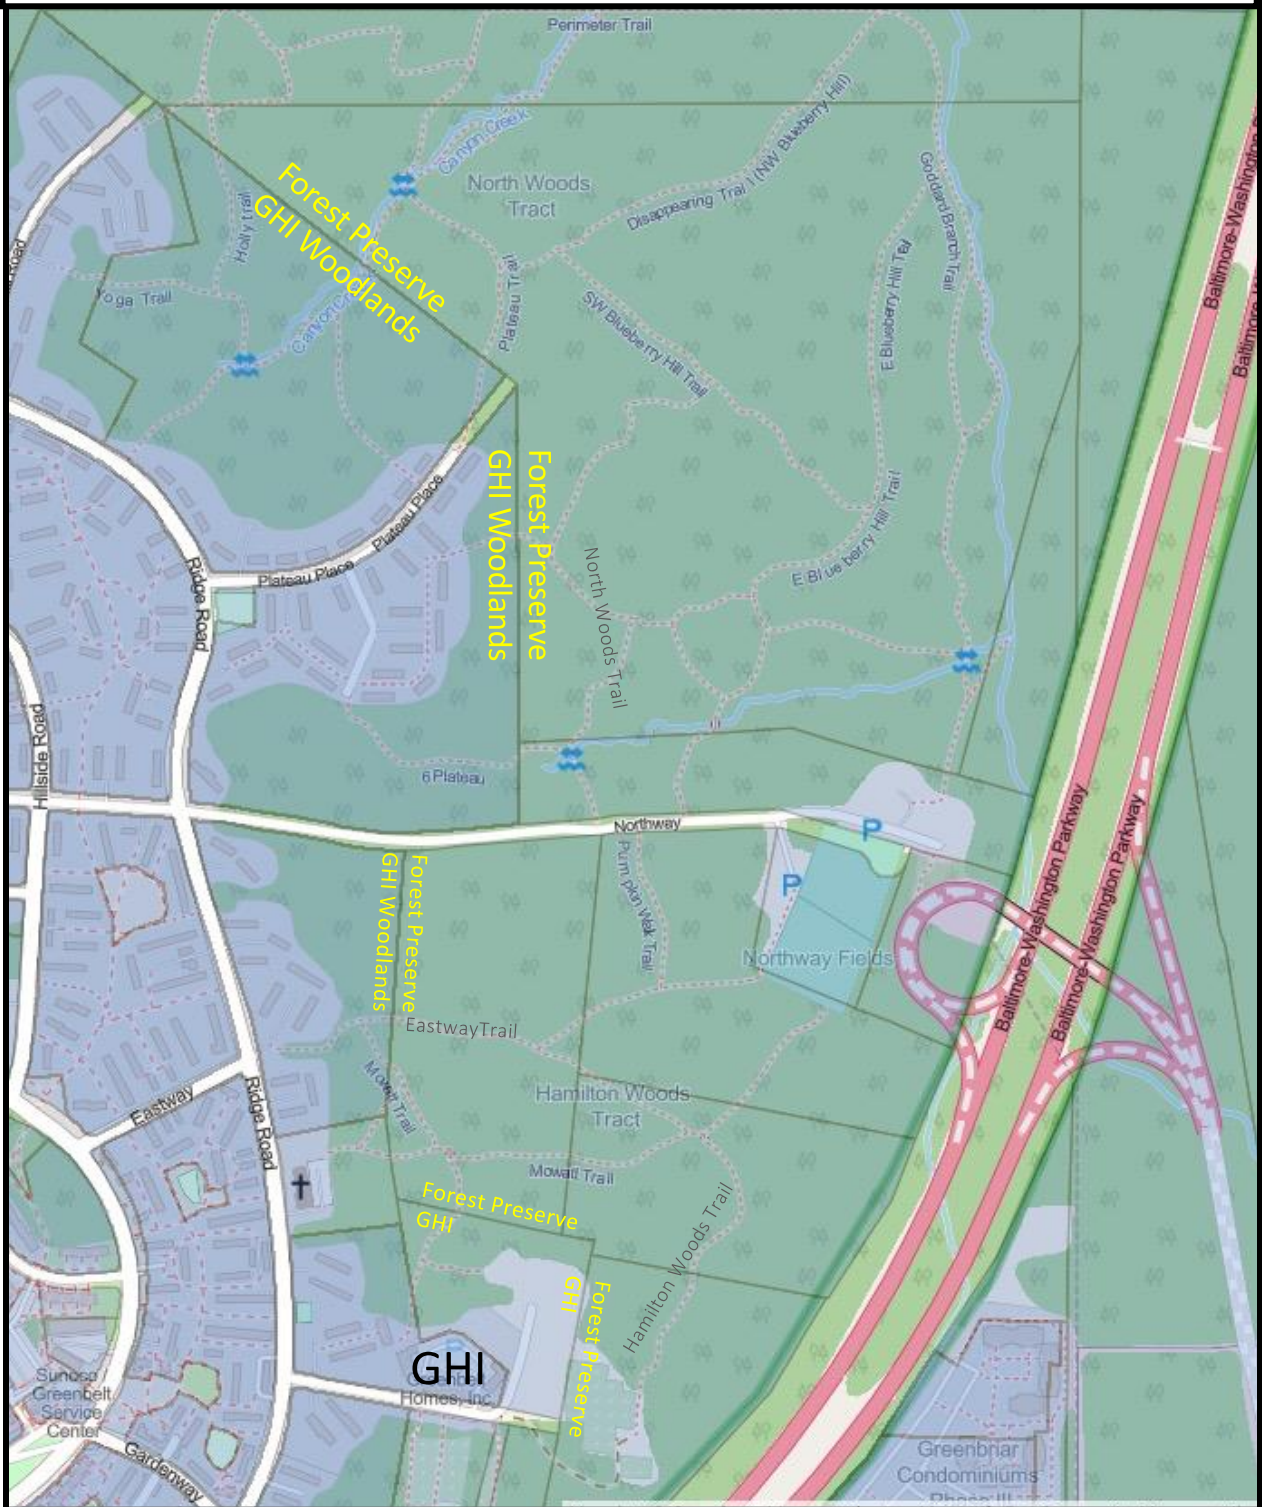 Perimeter Trail
Canyon Creek
North Woods
Tract
Disappearing Trail (NW Blueberry Hill)
Goddard Branch Trail
Baltimore-Washington
Forest Preserve
GHI Woodlands
Holly trail
Road
Yoga Trail
Plateau Trail
SW Blueberry Hill Trail
E Blueberry Hill Trail
Baltimore
Forest Preserve
GHI Woodlands
Plateau Place
Plateau Place
Ridge Road
E Blueberry Hill Trail
North Woods Trail
Hillside Road
6 Plateau
Northway
P
P
Baltimore-Washington Parkway
Baltimore-Washington Parkway
Forest Preserve
GHI Woodlands
Pumpkin Walk Trail
Northway Fields
EastwayTrail
Mowatt Trail
Hamilton Woods
Tract
Eastway
Ridge Road
Mowatt Trail
Forest Preserve
GHI
Hamilton Woods Trail
GHI
Forest Preserve
GHI
Greenbelt
Homes, Inc
Sunoco /
Greenbelt
Service
Center
Gardenway
Greenbriar
Condominiums
Phase III